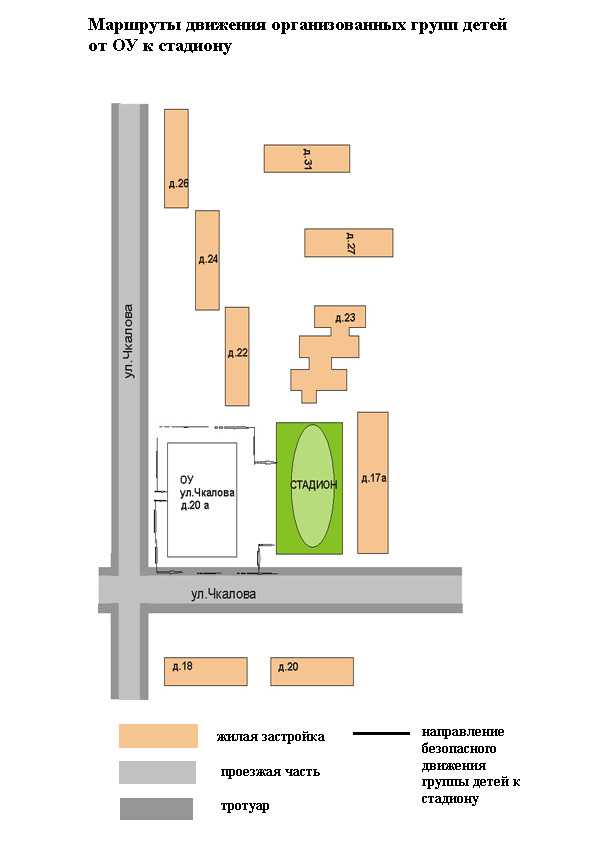 Маршруты движения организованных групп детей
от ОУ к стадиону
д.26
д.31
д.24
д.27
ул.Чкалова
д.22
д.23
ОУ
ул.Чкалова
д.20 а
СТАДИОН
д.17а
ул.Чкалова
д.18
д.20
жилая застройка
проезжая часть
тротуар
направление
безопасного
движения
группы детей к
стадиону